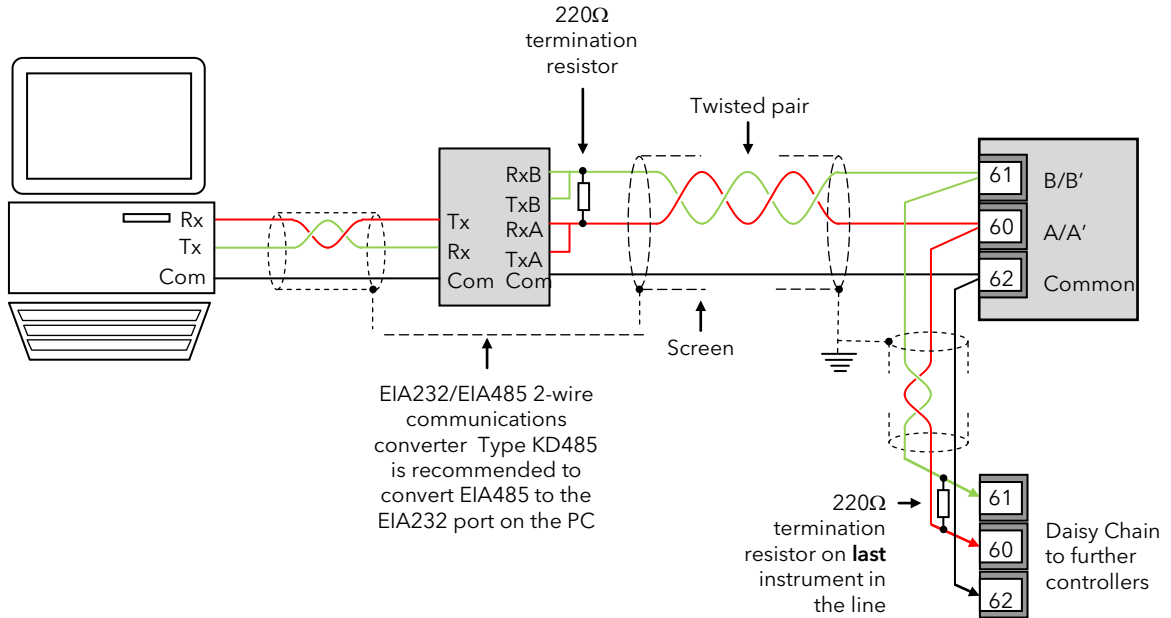 220Ω
termination
resistor
Twisted pair
Rx
Tx
Com
Tx
Rx
Com
RxB
TxB
RxA
TxA
Com
61
B/B'
60
A/A'
62
Common
Screen
EIA232/EIA485 2-wire
communications
converter Type KD485
is recommended to
convert EIA485 to the
EIA232 port on the PC
220Ω
termination
resistor on last
instrument in
the line
61
60
62
Daisy Chain
to further
controllers